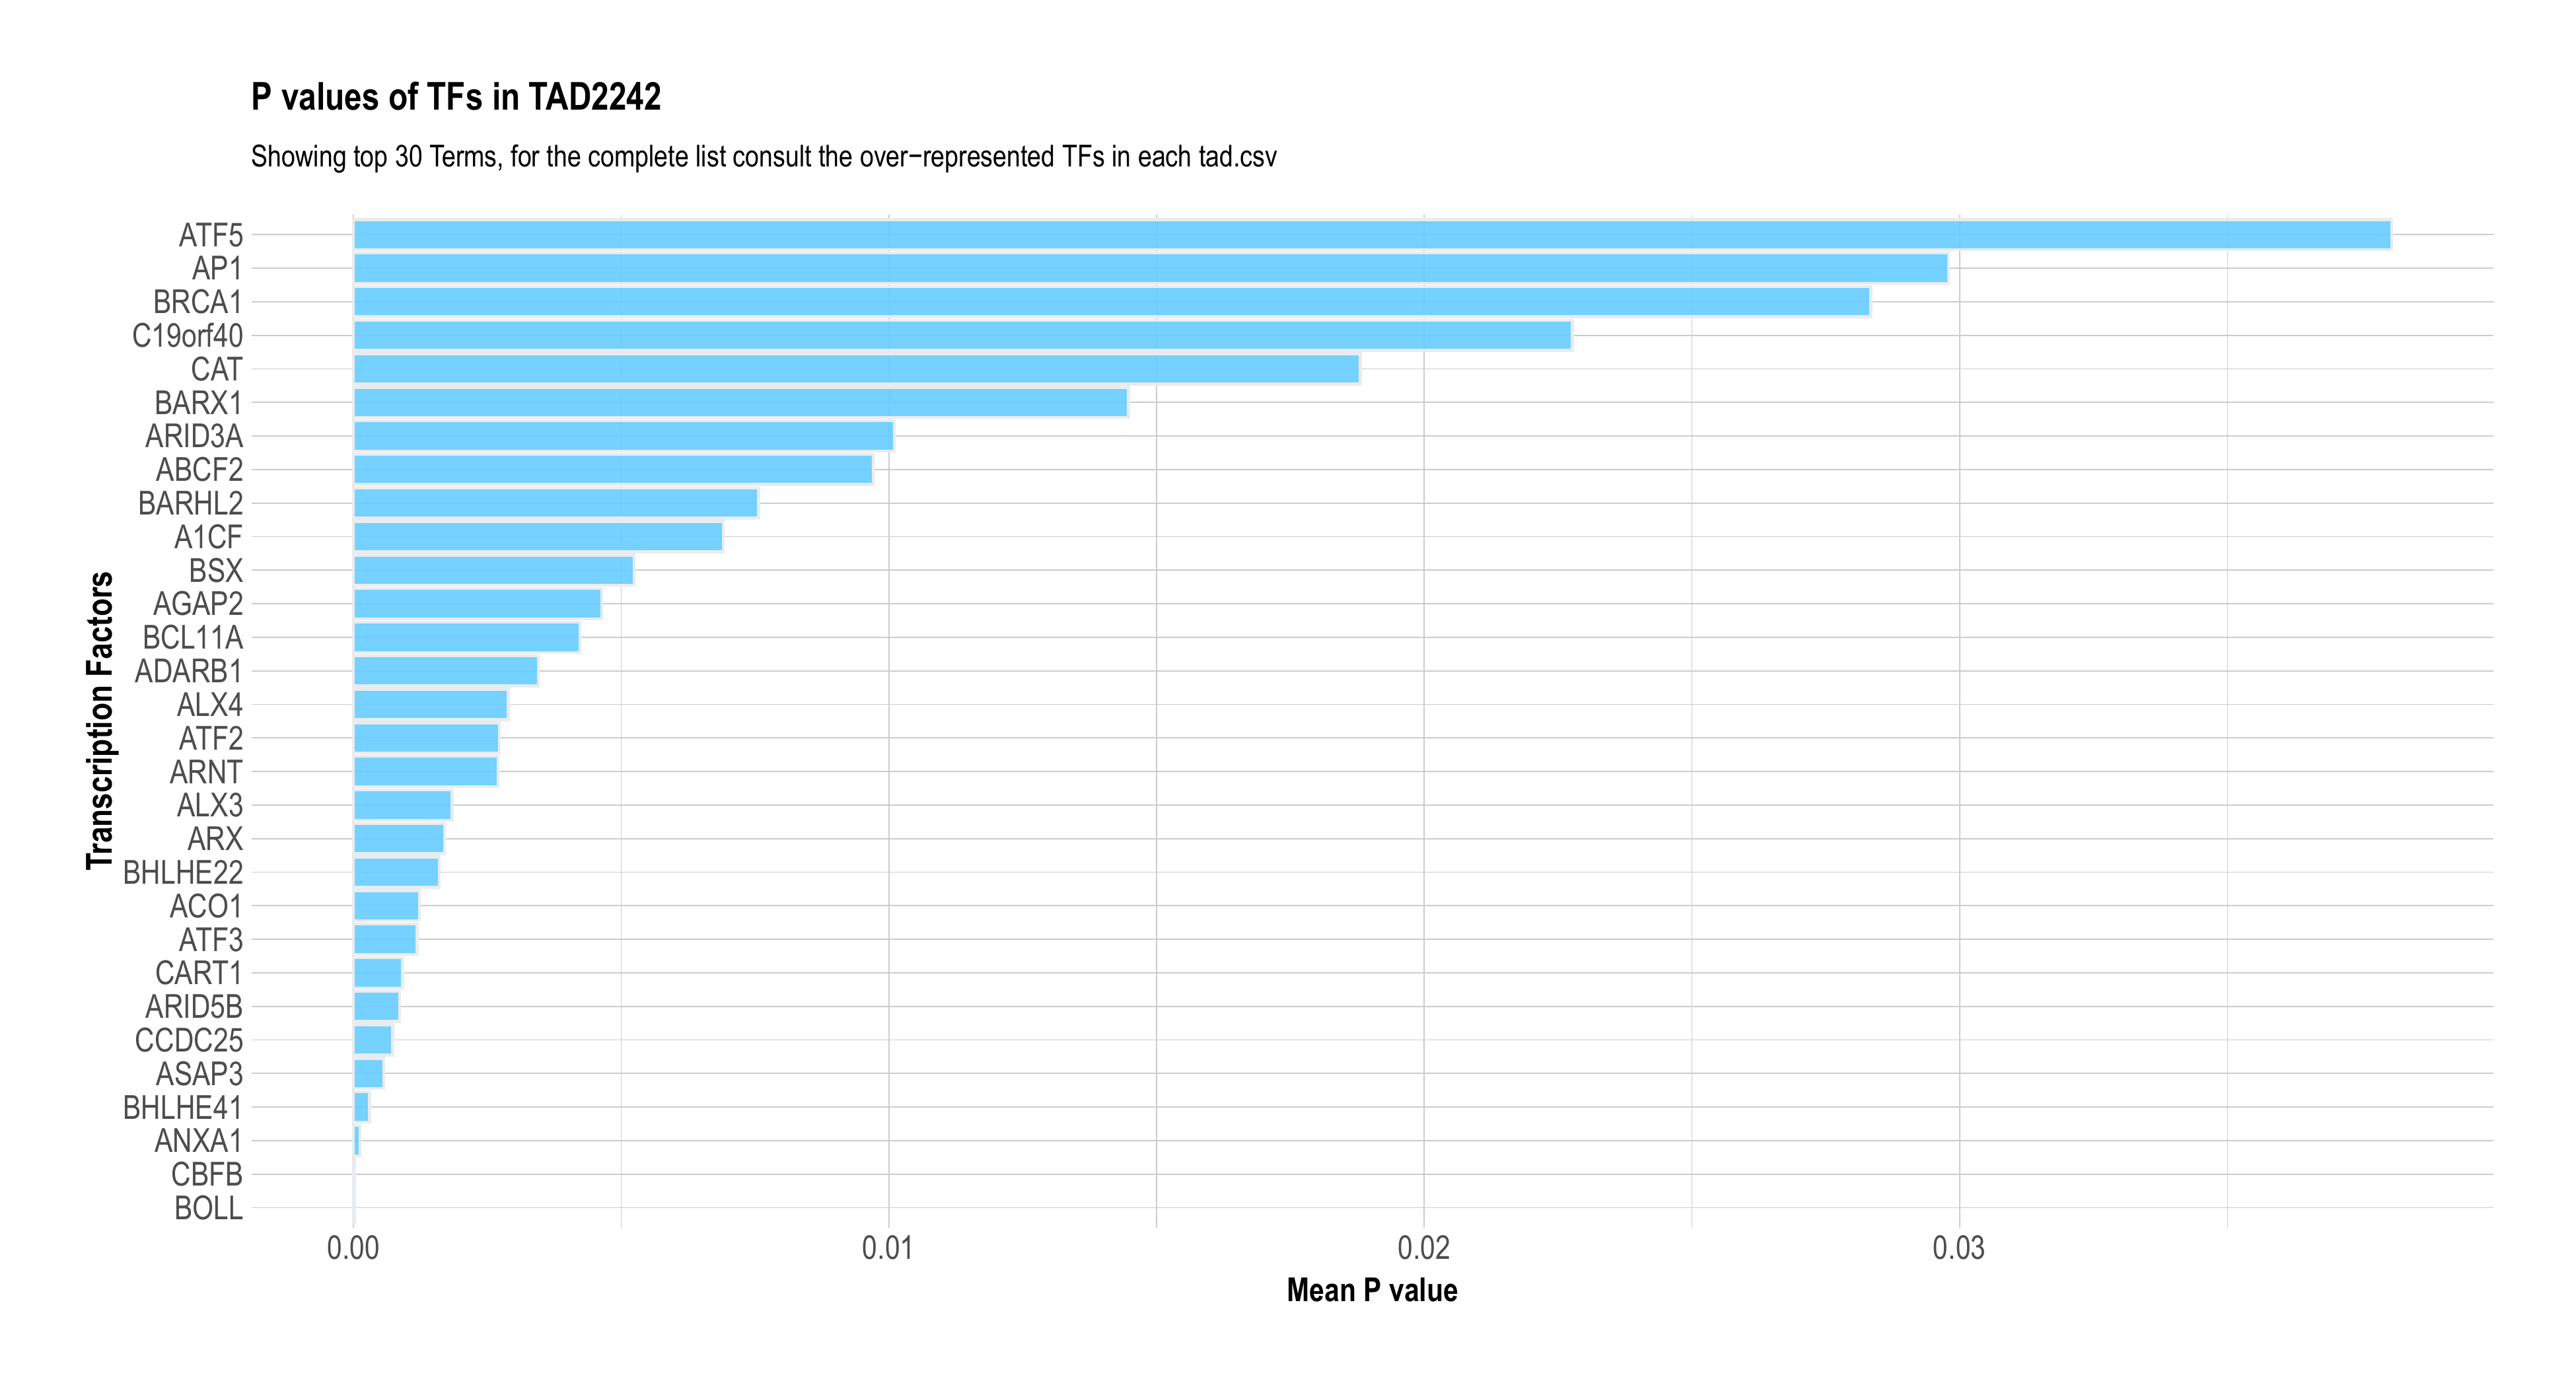 P values of TFs in TAD2242
Showing top 30 Terms, for the complete list consult the over−represented TFs in each tad.csv
Transcription Factors
ATF5
AP1
BRCA1
C19orf40
CAT
BARX1
ARID3A
ABCF2
BARHL2
A1CF
BSX
AGAP2
BCL11A
ADARB1
ALX4
ATF2
ARNT
ALX3
ARX
BHLHE22
ACO1
ATF3
CART1
ARID5B
CCDC25
ASAP3
BHLHE41
ANXA1
CBFB
BOLL
0.00 0.01 0.02 0.03
Mean P value